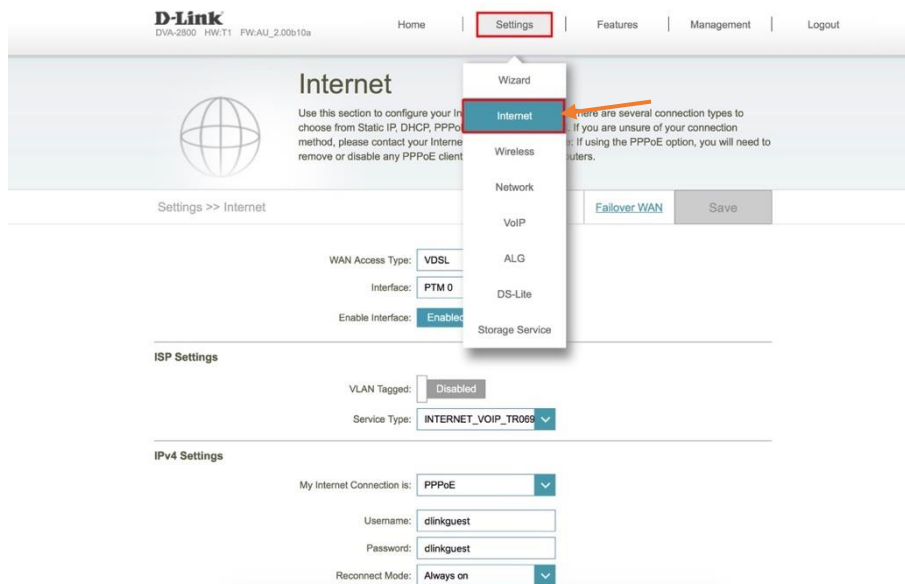 D-Link
DVA-2800 HW:T1 FW:AU_2.00b10a
Home
Settings
Features
Management
Logout
Wizard
Internet
Wireless
Network
VoIP
ALG
DS-Lite
Storage Service
Internet
Use this section to configure your In here are several connection types to
choose from Static IP, DHCP, PPPo . If you are unsure of your connection
method, please contact your Interne : If using the PPPoE option, you will need to
remove or disable any PPPoE client uters.
Settings >> Internet
Failover WAN
Save
WAN Access Type: VDSL
Interface: PTM 0
Enable Interface: Enabled
ISP Settings
VLAN Tagged: Disabled
Service Type: INTERNET_VOIP_TR069
IPv4 Settings
My Internet Connection is: PPPoE
Username: dlinkguest
Password: dlinkguest
Reconnect Mode: Always on